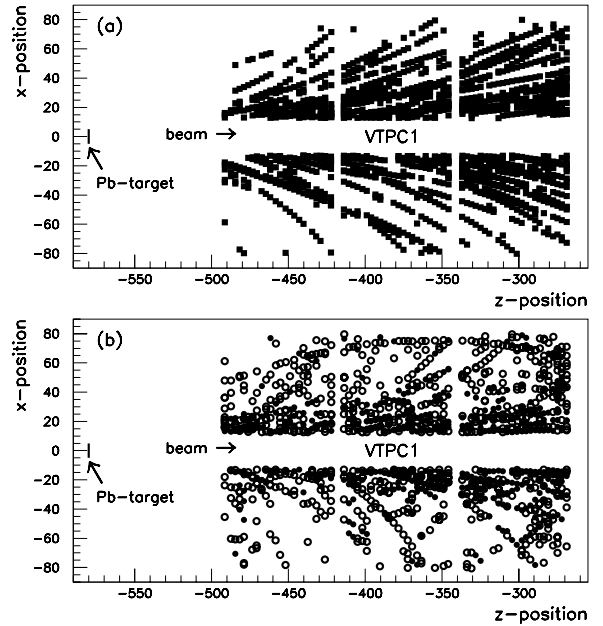 (a)
x-position
80
60
40
20
0
-20
-40
-60
-80
beam →
VTPC1
Pb-target
-550 -500 -450 -400 -350 -300
z-position
(b)
x-position
80
60
40
20
0
-20
-40
-60
-80
beam →
VTPC1
Pb-target
-550 -500 -450 -400 -350 -300
z-position